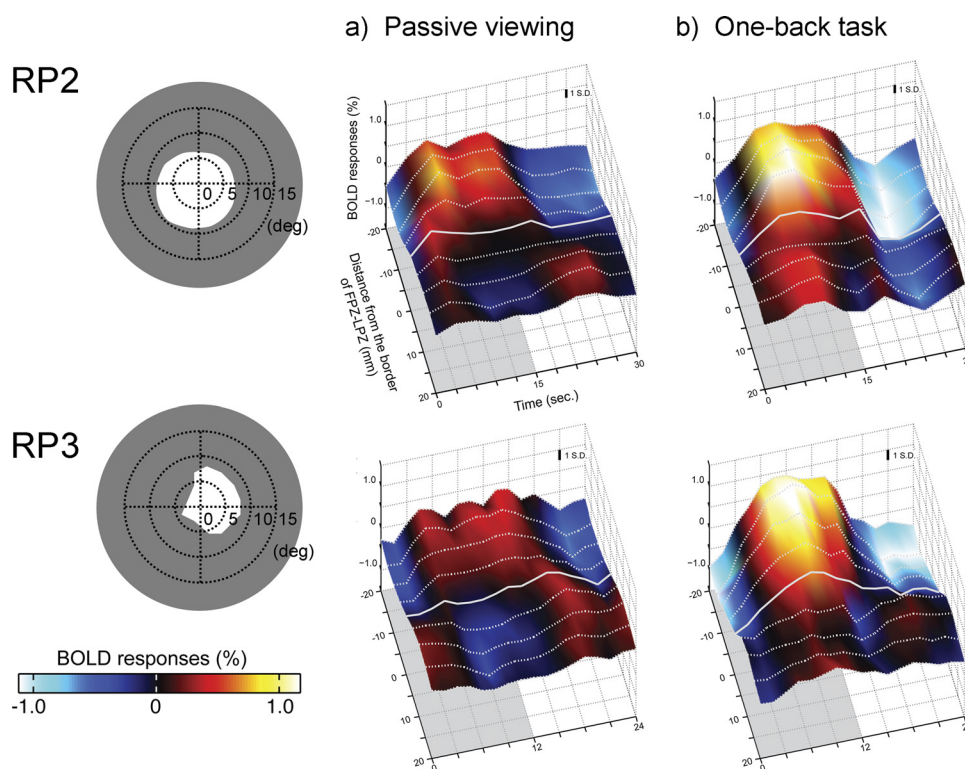 a) Passive viewing
b) One-back task
RP2
0 5 10 15
(deg)
BOLD responses (%)
1.0
0
-1.0
-20
-10
0
10
20
Distance from the border
of FPZ-LPZ (mm)
0
15
30
Time (sec.)
1 S.D.
1.0
0
-1.0
-20
-10
0
10
20
0
15
1 S.D.
RP3
0 5 10 15
(deg)
1.0
0
-1.0
-20
-10
0
10
20
0
12
24
1 S.D.
1.0
0
-1.0
-20
-10
0
10
20
0
12
1 S.D.
BOLD responses (%)
-1.0 0 1.0